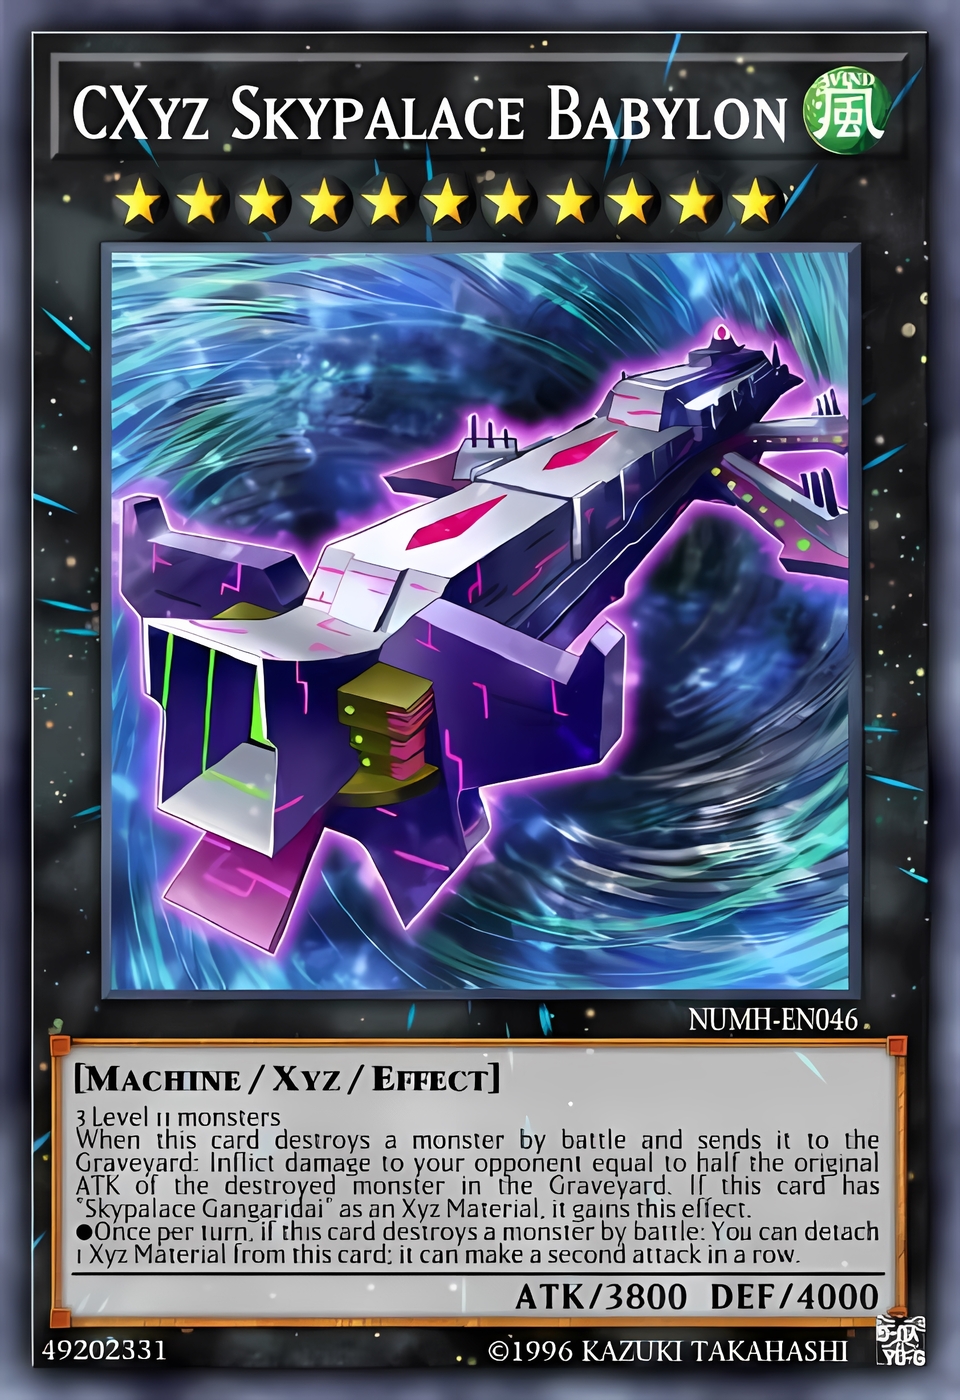 CXyz Skypalace Babylon
WIND
風
NUMH-EN046
[Machine / Xyz / Effect]
3 Level 11 monsters
When this card destroys a monster by battle and sends it to the
Graveyard: Inflict damage to your opponent equal to half the original
ATK of the destroyed monster in the Graveyard. If this card has
"Skypalace Gangaridai" as an Xyz Material, it gains this effect.
●Once per turn, if this card destroys a monster by battle: You can detach
1 Xyz Material from this card; it can make a second attack in a row.
ATK/3800 DEF/4000
49202331
©1996 KAZUKI TAKAHASHI